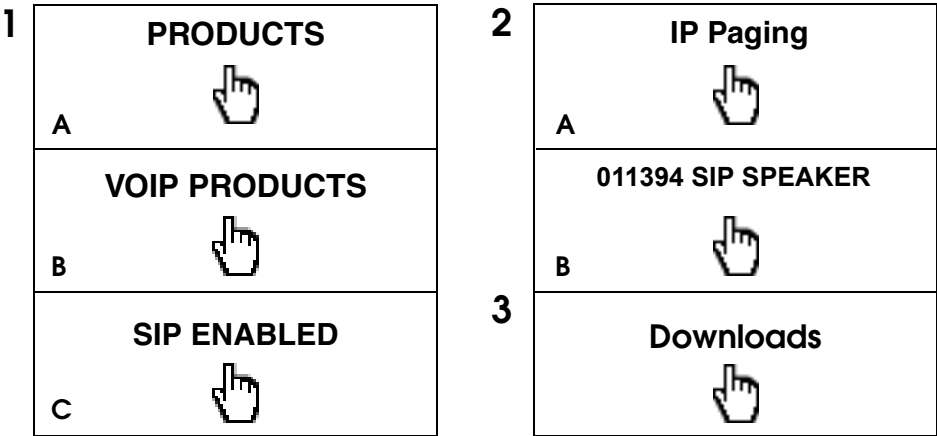 1
PRODUCTS
A
VOIP PRODUCTS
B
SIP ENABLED
C
2
IP Paging
A
011394 SIP SPEAKER
B
3
Downloads